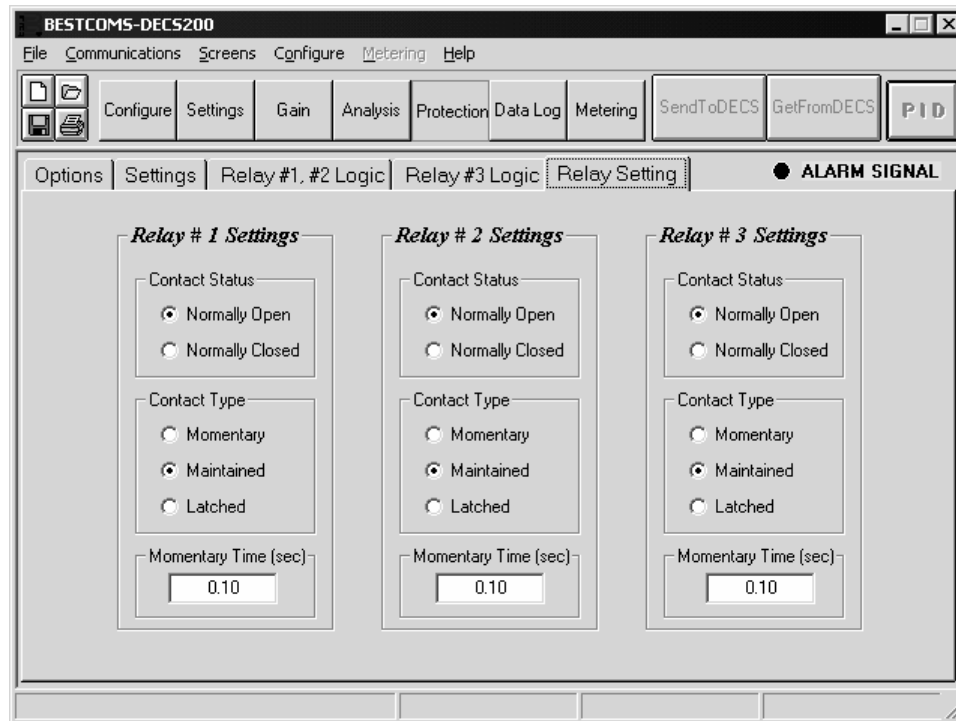 BESTCOMS-DECS200
File Communications Screens Configure Metering Help
Configure Settings Gain Analysis Protection Data Log Metering SendToDECS GetFromDECS PID
Options Settings Relay #1, #2 Logic Relay #3 Logic Relay Setting ALARM SIGNAL
Relay # 1 Settings Relay # 2 Settings Relay # 3 Settings
Contact Status Contact Status Contact Status
Normally Open Normally Open Normally Open
Normally Closed Normally Closed Normally Closed
Contact Type Contact Type Contact Type
Momentary Momentary Momentary
Maintained Maintained Maintained
Latched Latched Latched
Momentary Time (sec) Momentary Time (sec) Momentary Time (sec)
0.10 0.10 0.10